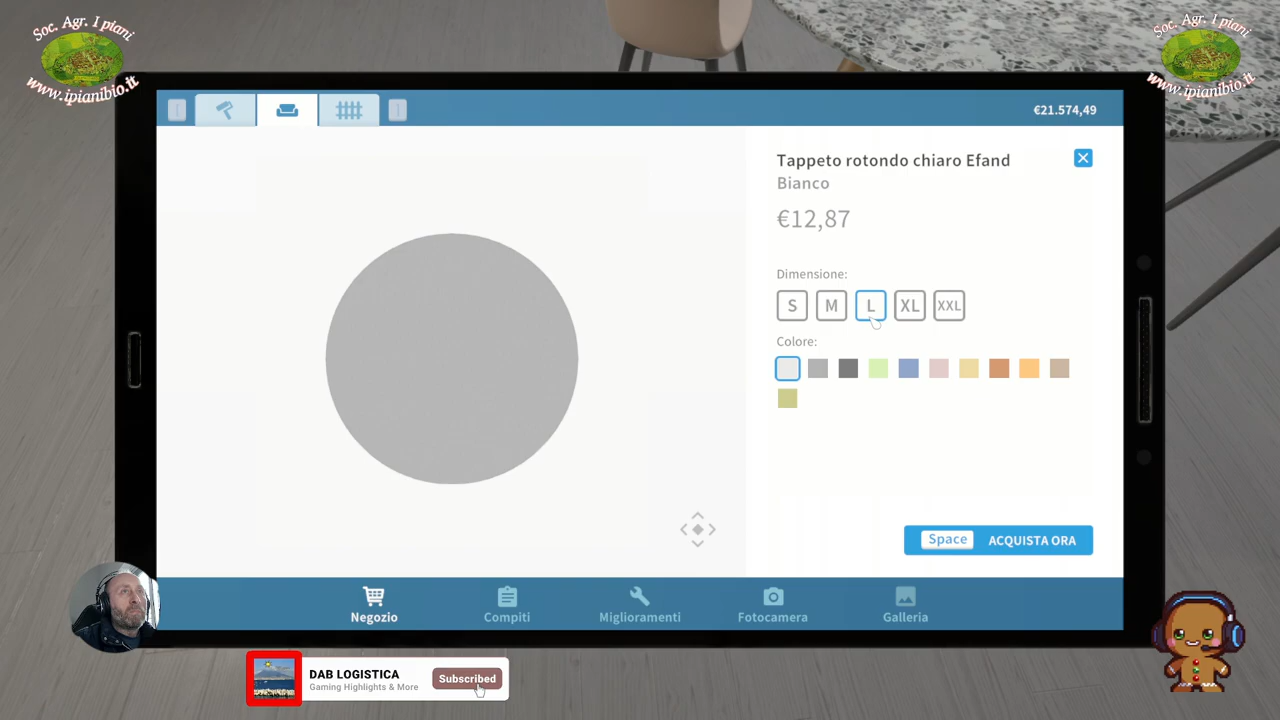 Soc. Agr. I piani
www.ipianibio.it
Soc. Agr. I piani
www.ipianibio.it
€21.574,49
Tappeto rotondo chiaro Efand
Bianco
€12,87
Dimensione:
S M L XL XXL
Colore:
Space ACQUISTA ORA
Negozio Compiti Miglioramenti Fotocamera Galleria
DAB LOGISTICA
Gaming Highlights & More
Subscribed